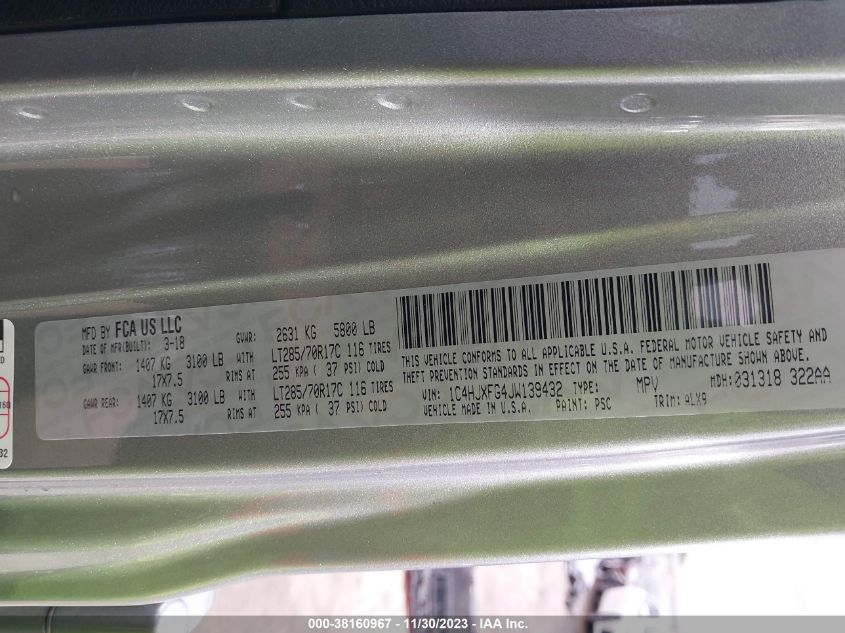 MFD BY FCA US LLC
DATE OF MFR(BUILT): 3-18 GVWR: 2631 KG 5800 LB
GAWR FRONT: 1407 KG 3100 LB WITH LT285/70R17C 116 TIRES
17X7.5 RIMS AT 255 KPA ( 37 PSI) COLD
GAWR REAR: 1407 KG 3100 LB WITH LT285/70R17C 116 TIRES
17X7.5 RIMS AT 255 KPA ( 37 PSI) COLD
THIS VEHICLE CONFORMS TO ALL APPLICABLE U.S.A. FEDERAL MOTOR VEHICLE SAFETY AND
THEFT PREVENTION STANDARDS IN EFFECT ON THE DATE OF MANUFACTURE SHOWN ABOVE.
VIN: 1C4HJXFG4JW139432 TYPE: MPV MDH:031318 322AA
VEHICLE MADE IN U.S.A. PAINT: PSC TRIM: ALX9
32
000-38160967 - 11/30/2023 - IAA, Inc.